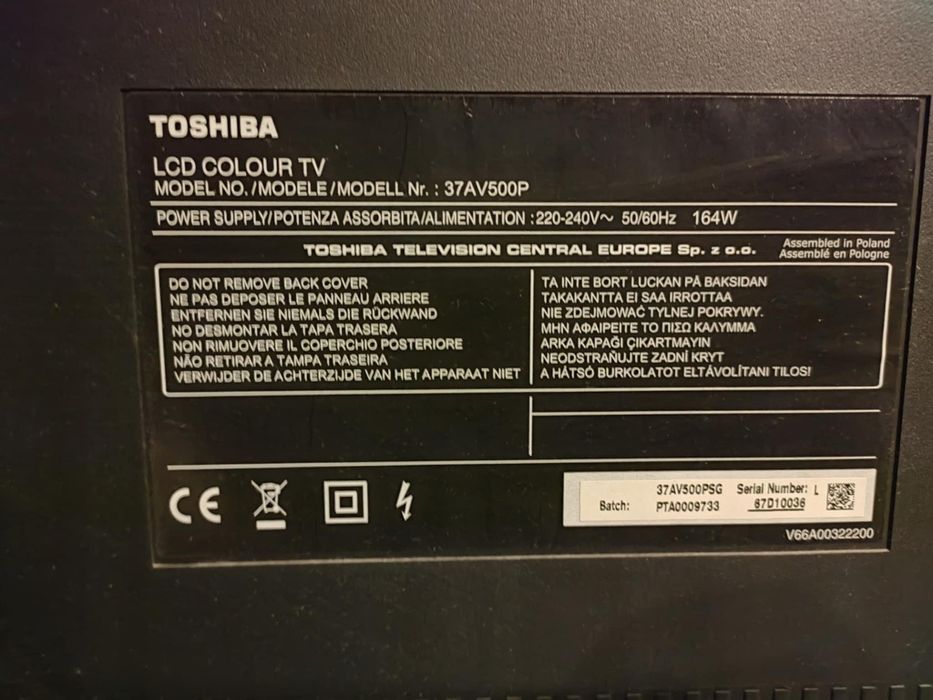 TOSHIBA
LCD COLOUR TV
MODEL NO./MODELE/MODELL Nr. : 37AV500P
POWER SUPPLY/POTENZA ASSORBITA/ALIMENTATION : 220-240V~ 50/60Hz 164W
TOSHIBA TELEVISION CENTRAL EUROPE Sp. z o.o.
Assembled in Poland
Assemblé en Pologne
DO NOT REMOVE BACK COVER
NE PAS DEPOSER LE PANNEAU ARRIERE
ENTFERNEN SIE NIEMALS DIE RÜCKWAND
NO DESMONTAR LA TAPA TRASERA
NON RIMUOVERE IL COPERCHIO POSTERIORE
NÃO RETIRAR A TAMPA TRASEIRA
VERWIJDER DE ACHTERZIJDE VAN HET APPARAAT NIET
TA INTE BORT LUCKAN PÅ BAKSIDAN
TAKAKANTTA EI SAA IRROTTAA
NIE ZDEJMOWAĆ TYLNEJ POKRYWY.
ΜΗΝ ΑΦΑΙΡΕΙΤΕ ΤΟ ΠΙΣΩ ΚΑΛΥΜΜΑ
ARKA KAPAĞI ÇIKARTMAYIN
NEODSTRAŇUJTE ZADNÍ KRYT
A HÁTSÓ BURKOLATOT ELTÁVOLÍTANI TILOS!
CE
37AV500PSG Serial Number: L
Batch: PTA0009733 67D10036
V66A00322200